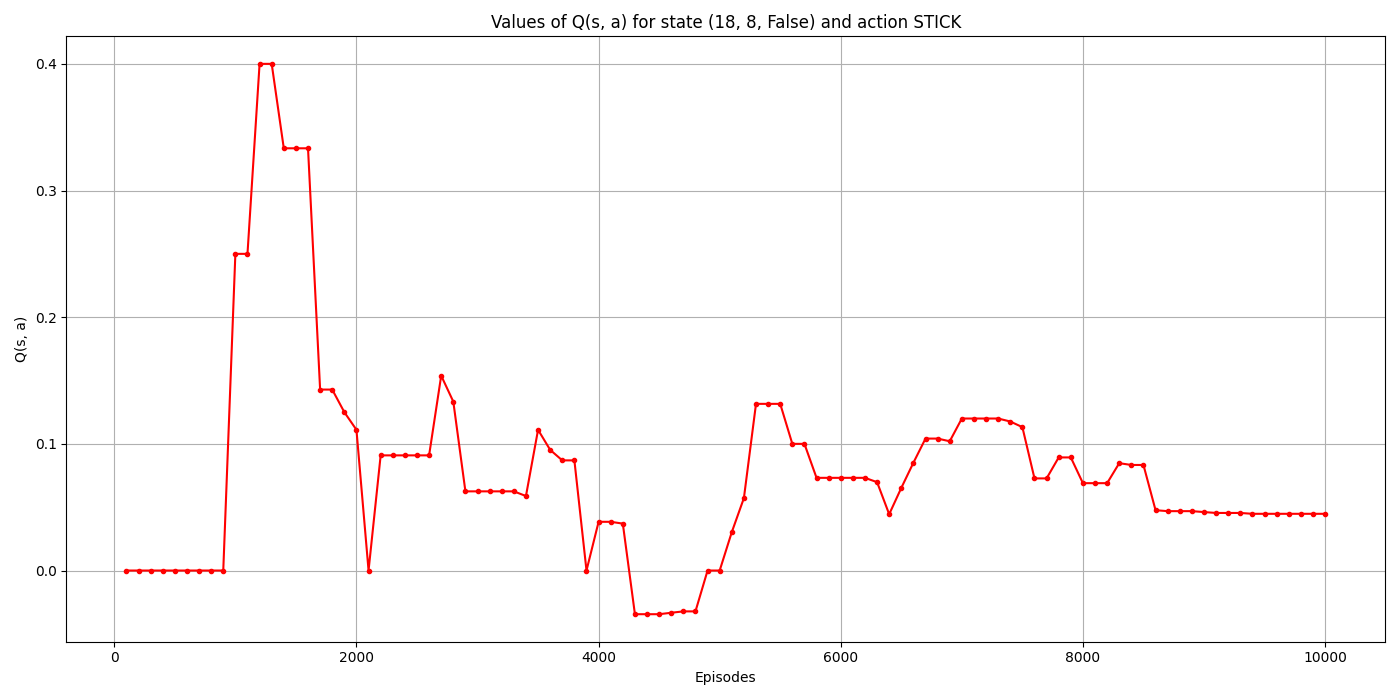 Values of Q(s, a) for state (18, 8, False) and action STICK
0.4
0.3
0.2
0.1
0.0
Q(s, a)
0 2000 4000 6000 8000 10000
Episodes